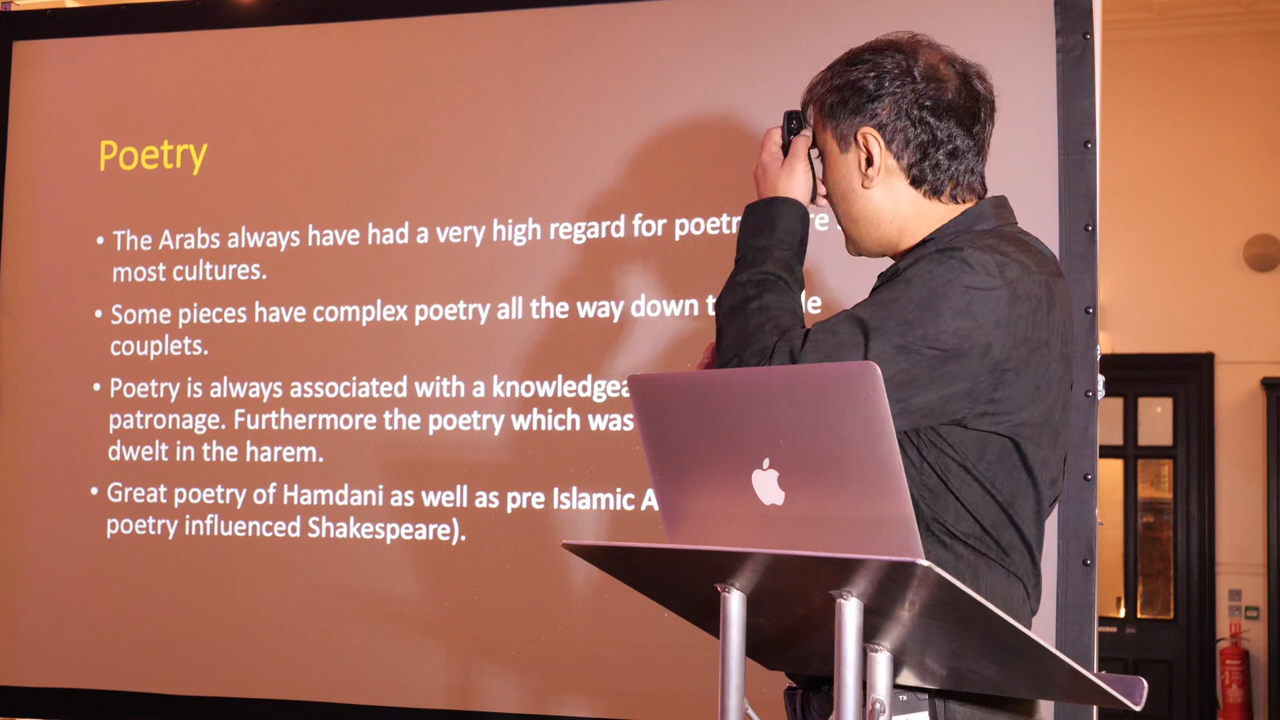 Poetry
• The Arabs always have had a very high regard for
most cultures.
• Some pieces have complex poetry all the way down
couplets.
• Poetry is always associated with a
patronage. Furthermore the poetry which was
dwelt in the harem.
• Great poetry of Hamdani as well as pre Islamic
poetry influenced Shakespeare).
TX